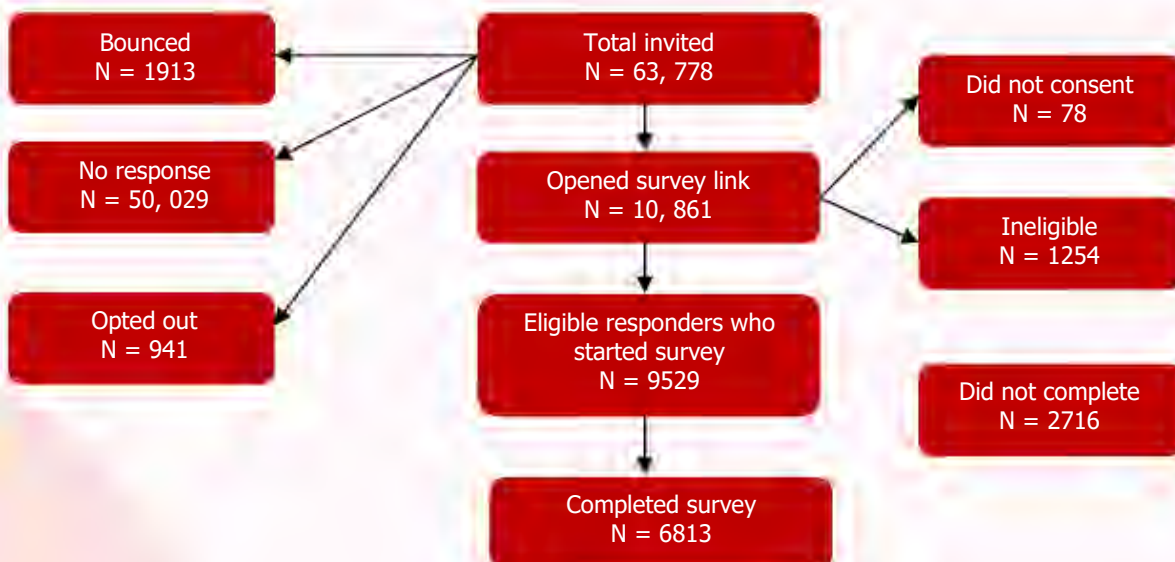 Bounced
N = 1913
Total invited
N = 63, 778
Did not consent
N = 78
No response
N = 50, 029
Opened survey link
N = 10, 861
Ineligible
N = 1254
Opted out
N = 941
Eligible responders who
started survey
N = 9529
Did not complete
N = 2716
Completed survey
N = 6813